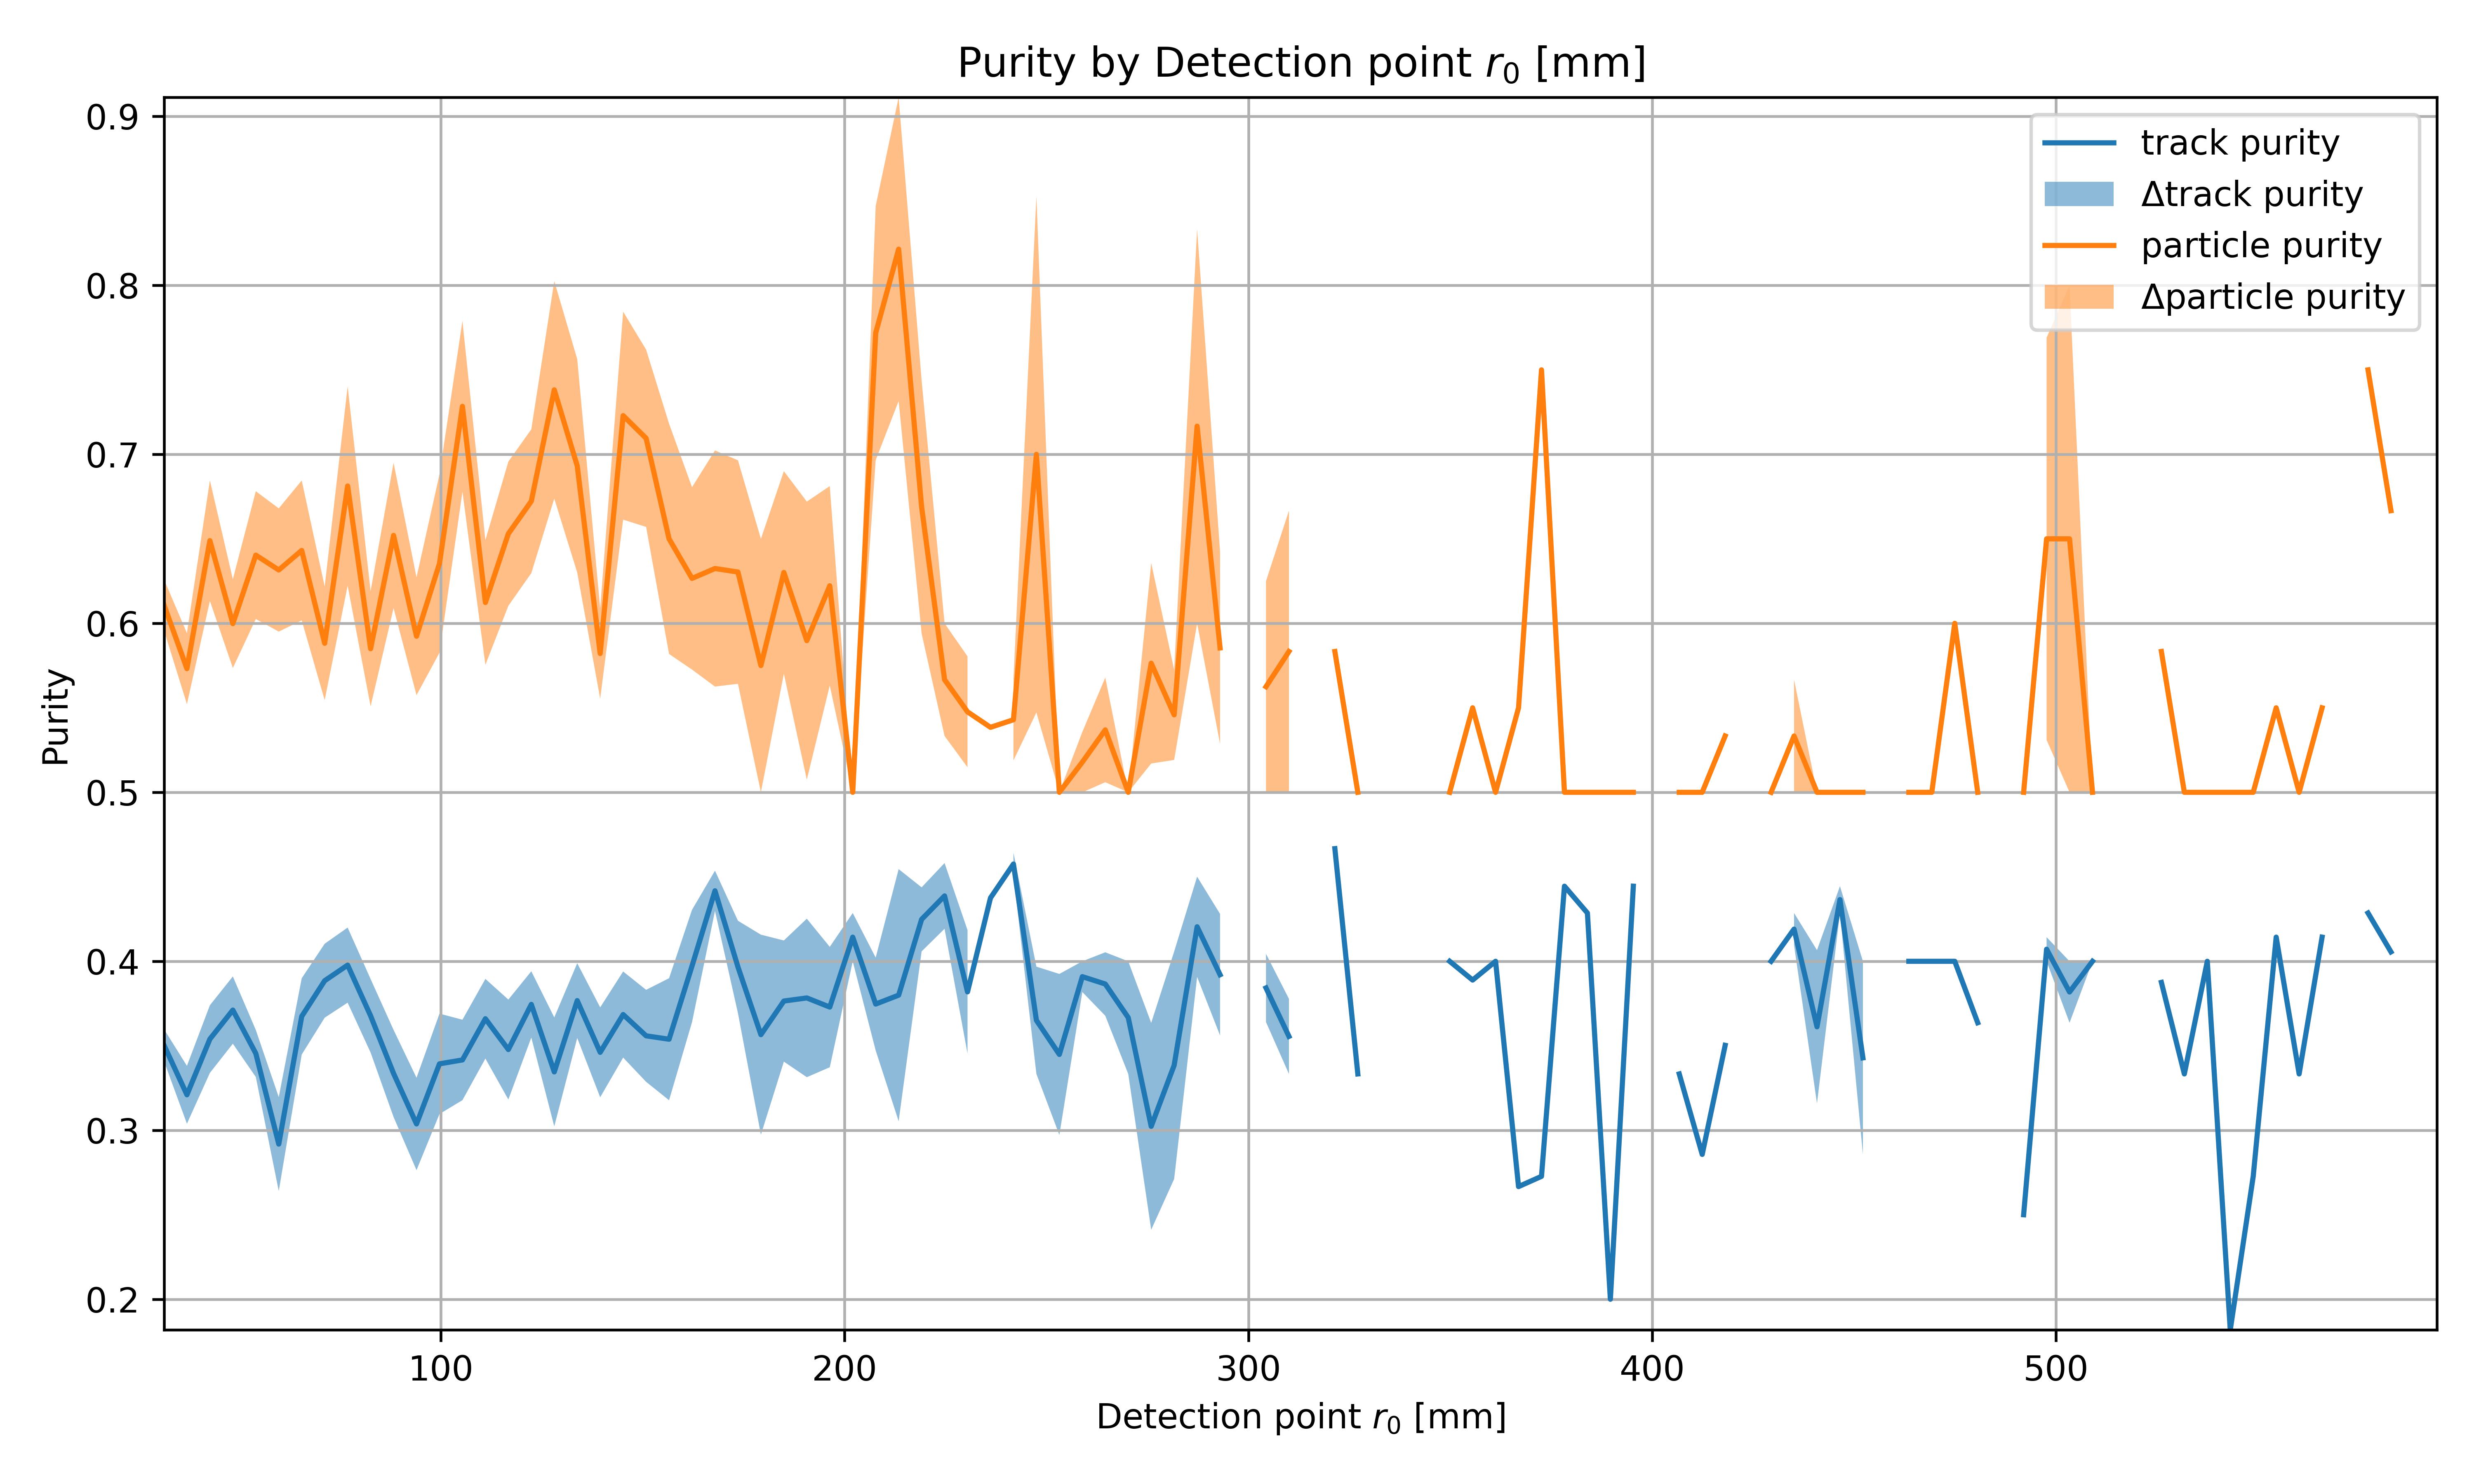 Purity by Detection point r₀ [mm]
0.9
0.8
0.7
0.6
0.5
0.4
0.3
0.2
Purity
track purity
Δtrack purity
particle purity
Δparticle purity
100 200 300 400 500
Detection point r₀ [mm]